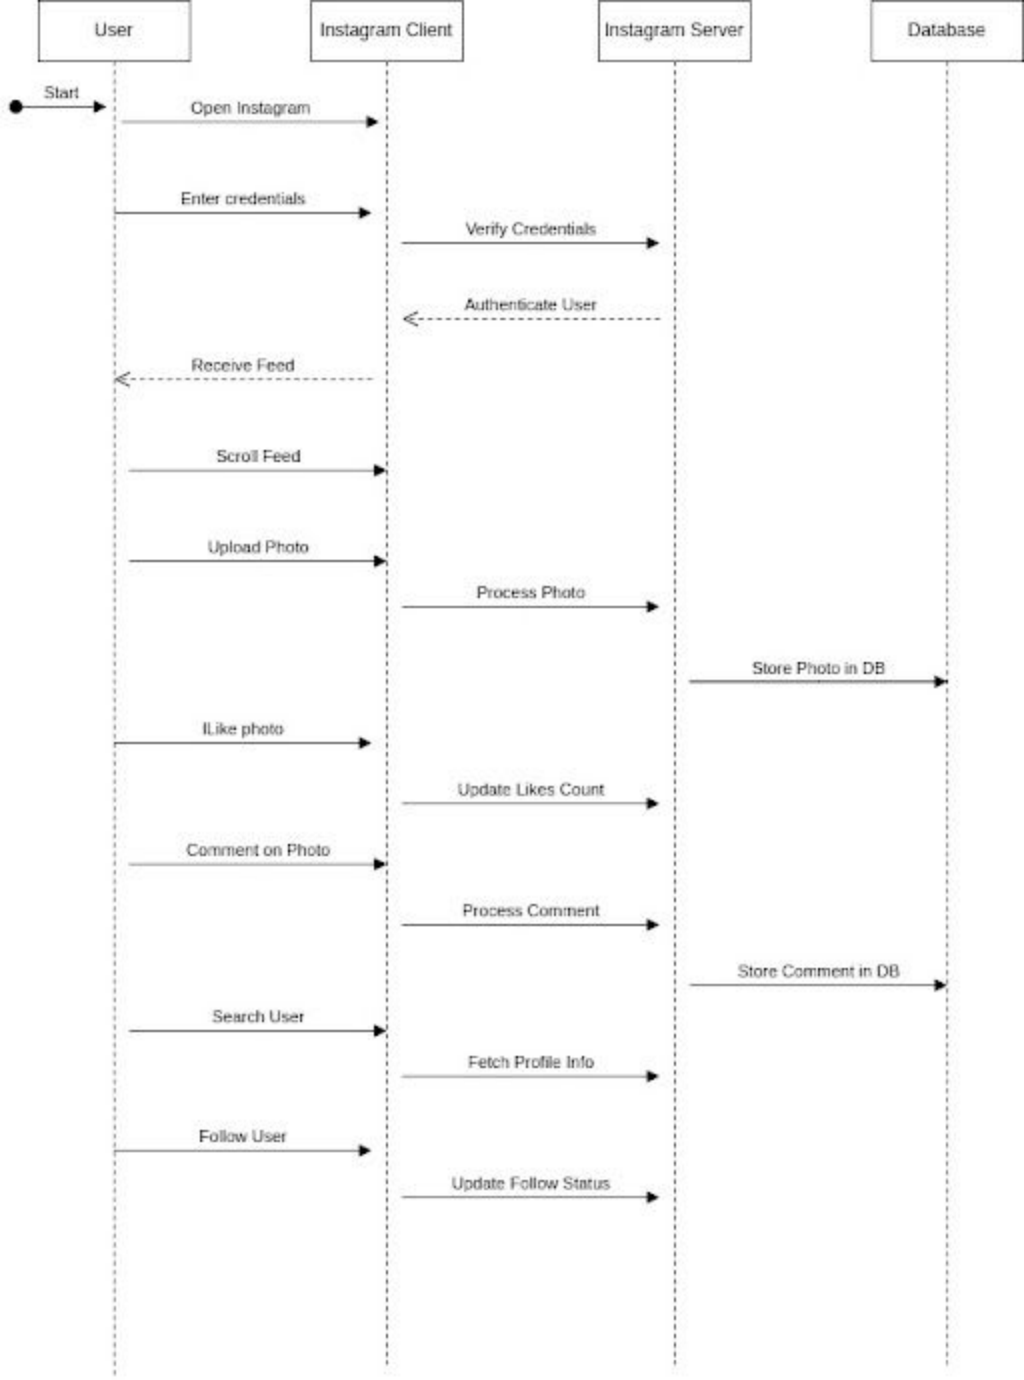 User
Instagram Client
Instagram Server
Database
Start
Open Instagram
Enter credentials
Verify Credentials
Authenticate User
Receive Feed
Scroll Feed
Upload Photo
Process Photo
Store Photo in DB
lLike photo
Update Likes Count
Comment on Photo
Process Comment
Store Comment in DB
Search User
Fetch Profile Info
Follow User
Update Follow Status